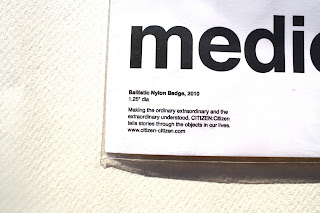 medic
Ballistic Nylon Badge, 2010
1.25" dia
Making the ordinary extraordinary and the
extraordinary understood, CITIZEN:Citizen
tells stories through the objects in our lives.
www.citizen-citizen.com